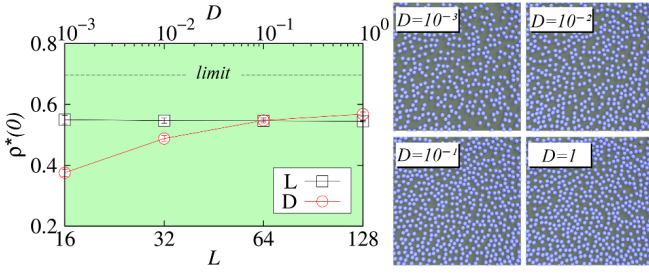 D
10⁻³ 10⁻² 10⁻¹ 10⁰
0.8
limit
0.6
ρ*(0)
0.4
L
D
0.2
16 32 64 128
L
D=10⁻³
D=10⁻²
D=10⁻¹
D=1